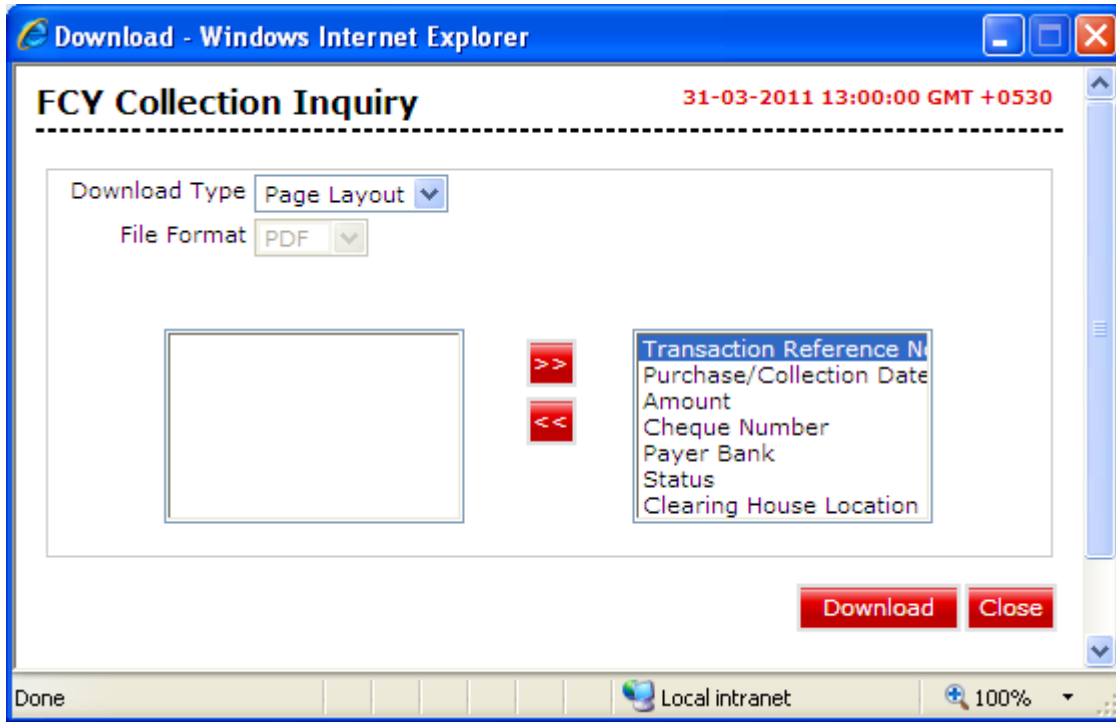 Download - Windows Internet Explorer
FCY Collection Inquiry 31-03-2011 13:00:00 GMT +0530
Download Type Page Layout
File Format PDF
>>
<<
Transaction Reference
Purchase/Collection Date
Amount
Cheque Number
Payer Bank
Status
Clearing House Location
Download Close
Done Local intranet 100%